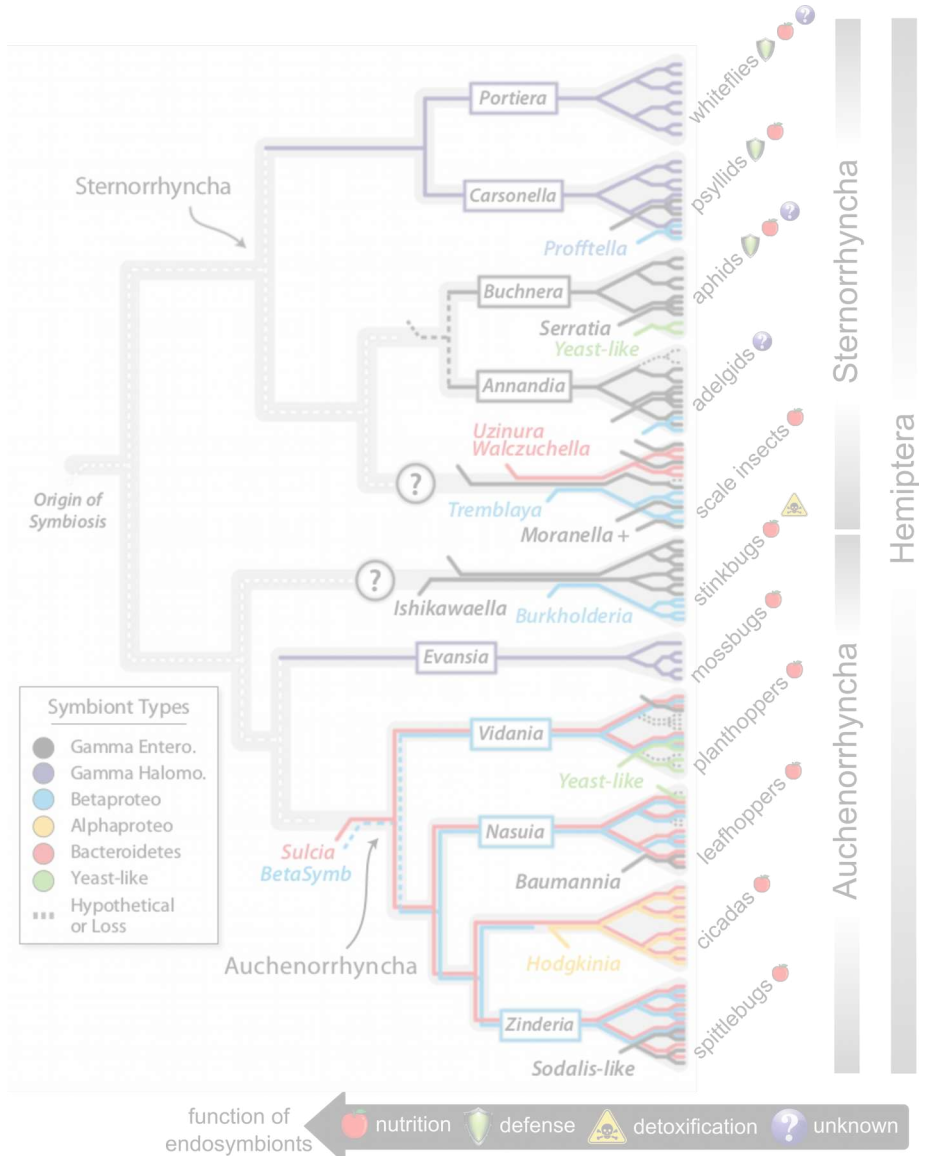 whiteflies
Portiera
psyllids
Sternorrhyncha
Carsonella
Profftella
aphids
Buchnera
Serratia
Yeast-like
adelgids
Annandia
Uzinura
Walczuchella
scale insects
?
Tremblaya
Moranella +
Origin of
Symbiosis
stinkbugs
?
Ishikawaella
Burkholderia
mossbugs
Evansia
Symbiont Types
Gamma Entero.
Gamma Halomo.
Betaproteo
Alphaproteo
Bacteroidetes
Yeast-like
Hypothetical
or Loss
planthoppers
Vidania
Yeast-like
leafhoppers
Nasuia
Sulcia
BetaSymb
Baumannia
cicadas
Auchenorrhyncha
Hodgkinia
spittlebugs
Zinderia
Sodalis-like
Sternorrhyncha
Auchenorrhyncha
Hemiptera
?
?
?
function of
endosymbionts
nutrition defense detoxification ? unknown